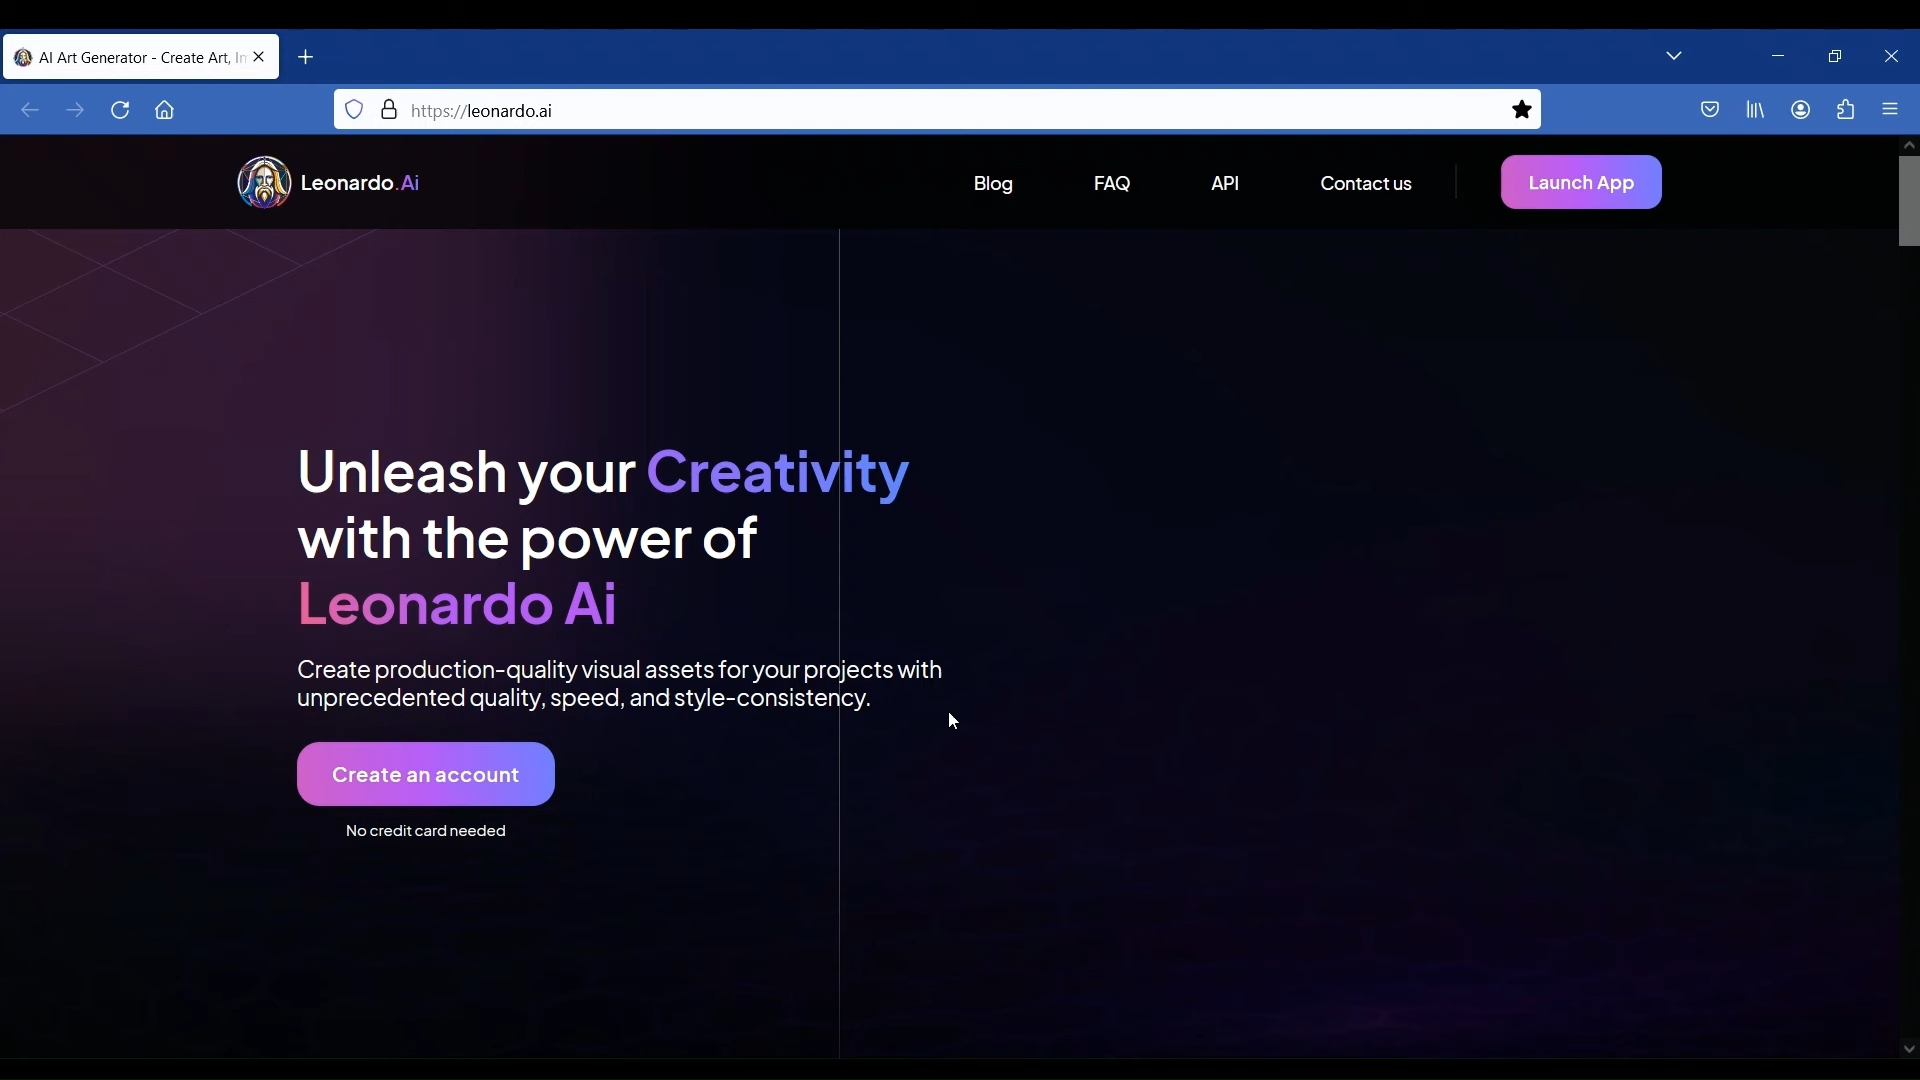 AI Art Generator - Create Art, Im
https://leonardo.ai
Leonardo.Ai
Blog
FAQ
API
Contact us
Launch App
Unleash your Creativity
with the power of
Leonardo Ai
Create production-quality visual assets for your projects with
unprecedented quality, speed, and style-consistency.
Create an account
No credit card needed